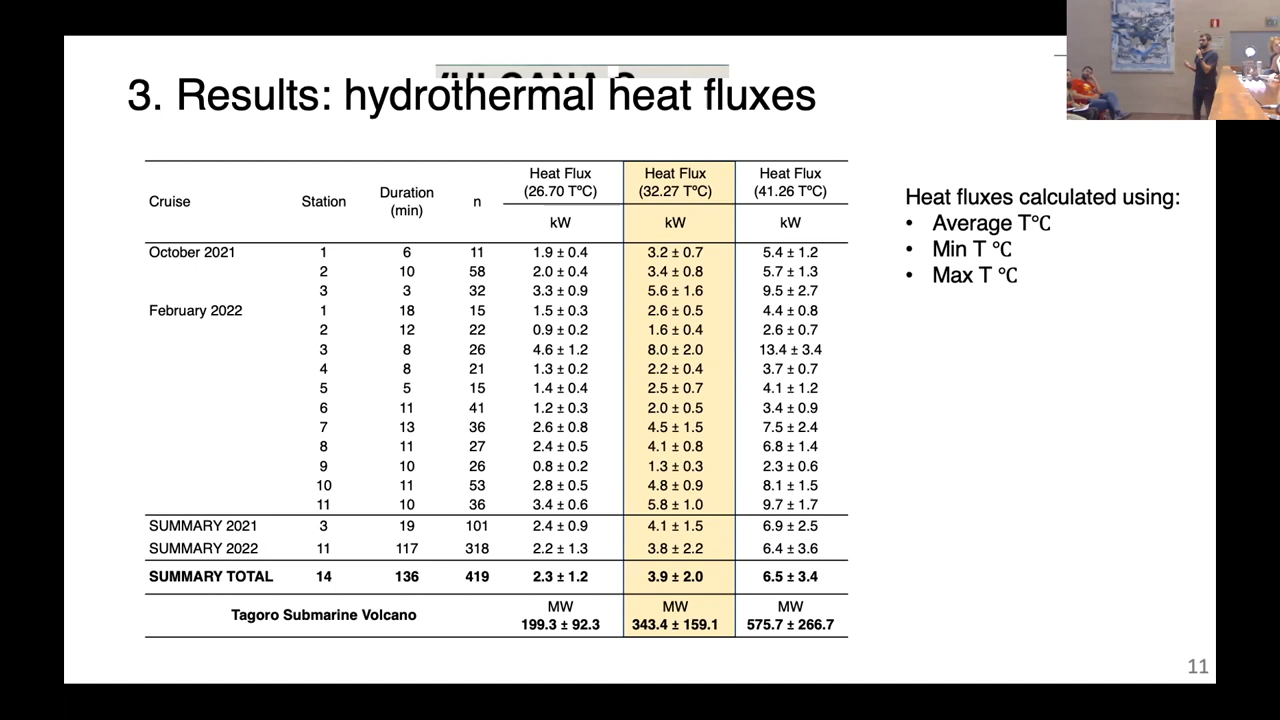 3. Results: hydrothermal heat fluxes
Cruise Station Duration (min) n Heat Flux (26.70 TºC) Heat Flux (32.27 TºC) Heat Flux (41.26 TºC)
kW kW kW
October 2021 1 6 11 1.9 ± 0.4 3.2 ± 0.7 5.4 ± 1.2
2 10 58 2.0 ± 0.4 3.4 ± 0.8 5.7 ± 1.3
3 3 32 3.3 ± 0.9 5.6 ± 1.6 9.5 ± 2.7
February 2022 1 18 15 1.5 ± 0.3 2.6 ± 0.5 4.4 ± 0.8
2 12 22 0.9 ± 0.2 1.6 ± 0.4 2.6 ± 0.7
3 8 26 4.6 ± 1.2 8.0 ± 2.0 13.4 ± 3.4
4 8 21 1.3 ± 0.2 2.2 ± 0.4 3.7 ± 0.7
5 5 15 1.4 ± 0.4 2.5 ± 0.7 4.1 ± 1.2
6 11 41 1.2 ± 0.3 2.0 ± 0.5 3.4 ± 0.9
7 13 36 2.6 ± 0.8 4.5 ± 1.5 7.5 ± 2.4
8 11 27 2.4 ± 0.5 4.1 ± 0.8 6.8 ± 1.4
9 10 26 0.8 ± 0.2 1.3 ± 0.3 2.3 ± 0.6
10 11 53 2.8 ± 0.5 4.8 ± 0.9 8.1 ± 1.5
11 10 36 3.4 ± 0.6 5.8 ± 1.0 9.7 ± 1.7
SUMMARY 2021 3 19 101 2.4 ± 0.9 4.1 ± 1.5 6.9 ± 2.5
SUMMARY 2022 11 117 318 2.2 ± 1.3 3.8 ± 2.2 6.4 ± 3.6
SUMMARY TOTAL 14 136 419 2.3 ± 1.2 3.9 ± 2.0 6.5 ± 3.4
Tagoro Submarine Volcano MW MW MW
199.3 ± 92.3 343.4 ± 159.1 575.7 ± 266.7
Heat fluxes calculated using:
• Average T℃
• Min T ℃
• Max T ℃
11